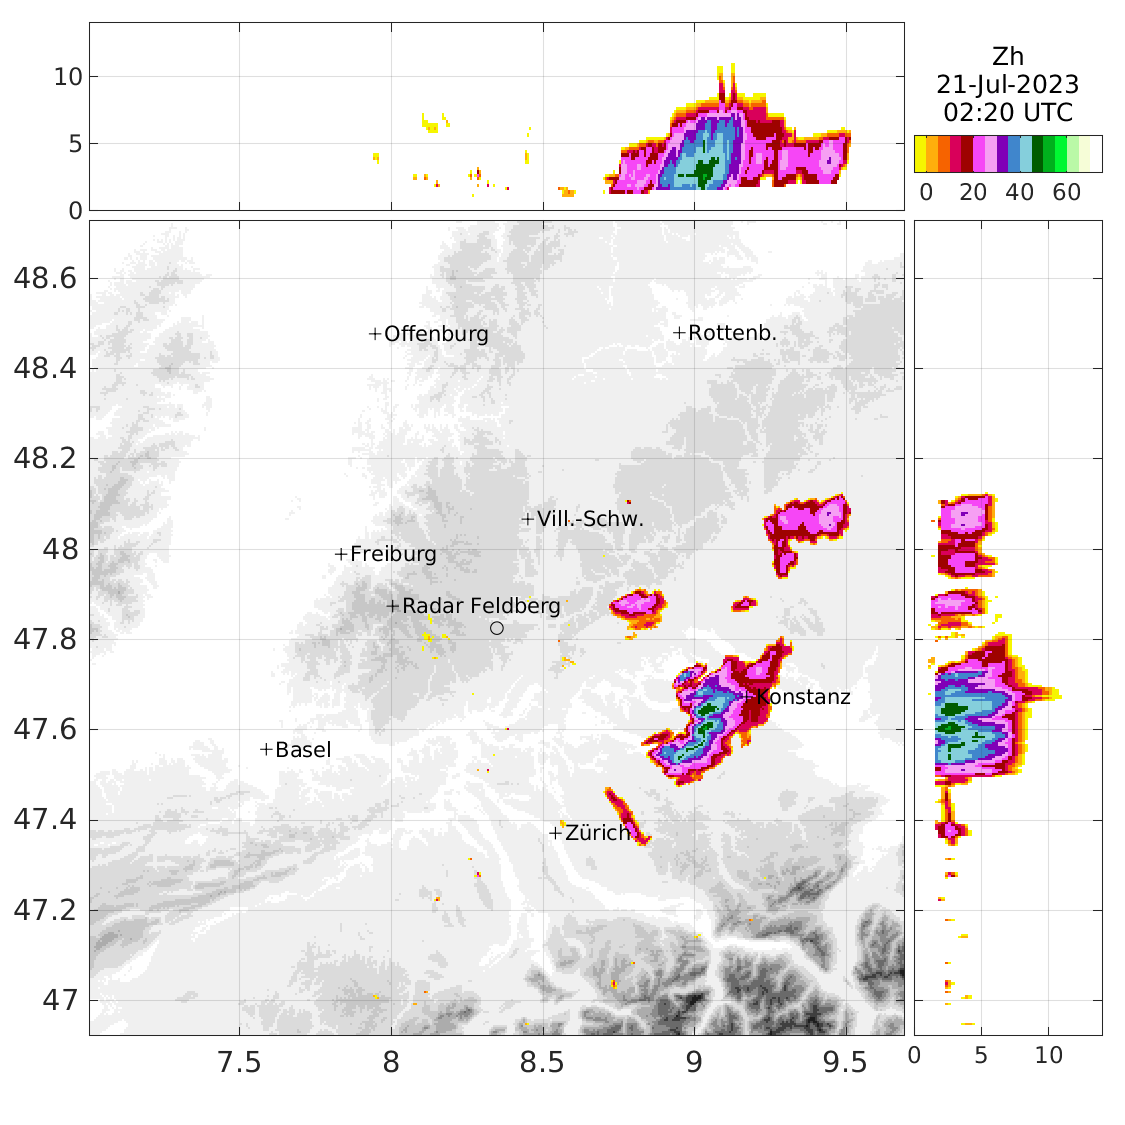 10
5
0
Zh
21-Jul-2023
02:20 UTC
0 20 40 60
48.6
48.4
48.2
48
47.8
47.6
47.4
47.2
47
+Offenburg
+Rottenb.
+Vill.-Schw.
+Freiburg
+Radar Feldberg
+Konstanz
+Basel
+Zürich
7.5 8 8.5 9 9.5
0 5 10